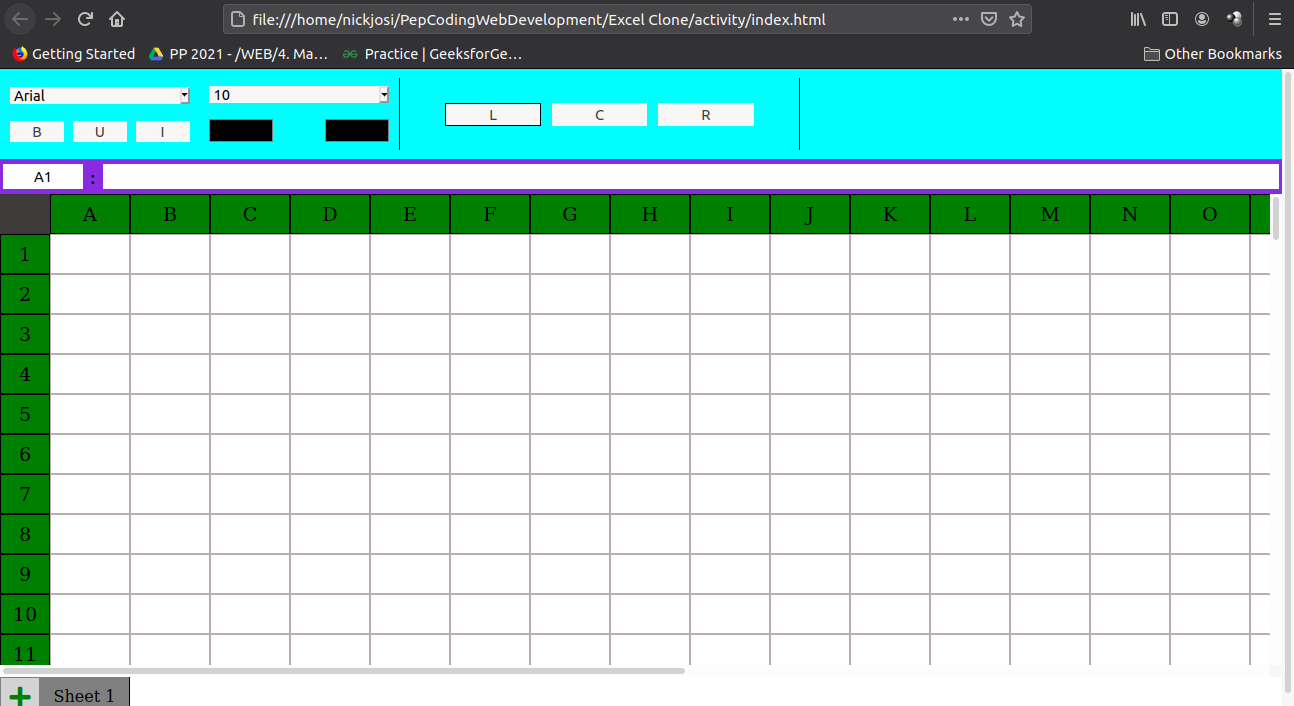 file:///home/nickjosi/PepCodingWebDevelopment/Excel Clone/activity/index.html
Getting Started PP 2021 - /WEB/4. Ma… Practice | GeeksforGe… Other Bookmarks
Arial 10
L C R
B U I
A1 :
A B C D E F G H I J K L M N O
1
2
3
4
5
6
7
8
9
10
11
+ Sheet 1